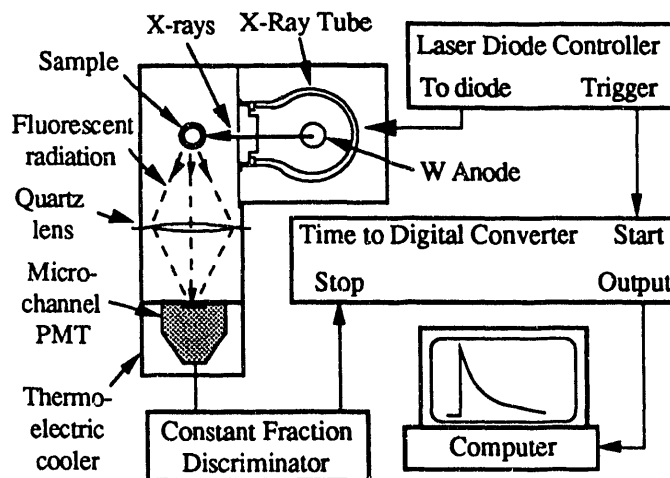 X-rays
X-Ray Tube
Laser Diode Controller
To diode
Trigger
Sample
Fluorescent
radiation
W Anode
Quartz
lens
Time to Digital Converter
Start
Stop
Output
Micro-
channel
PMT
Thermo-
electric
cooler
Constant Fraction
Discriminator
Computer